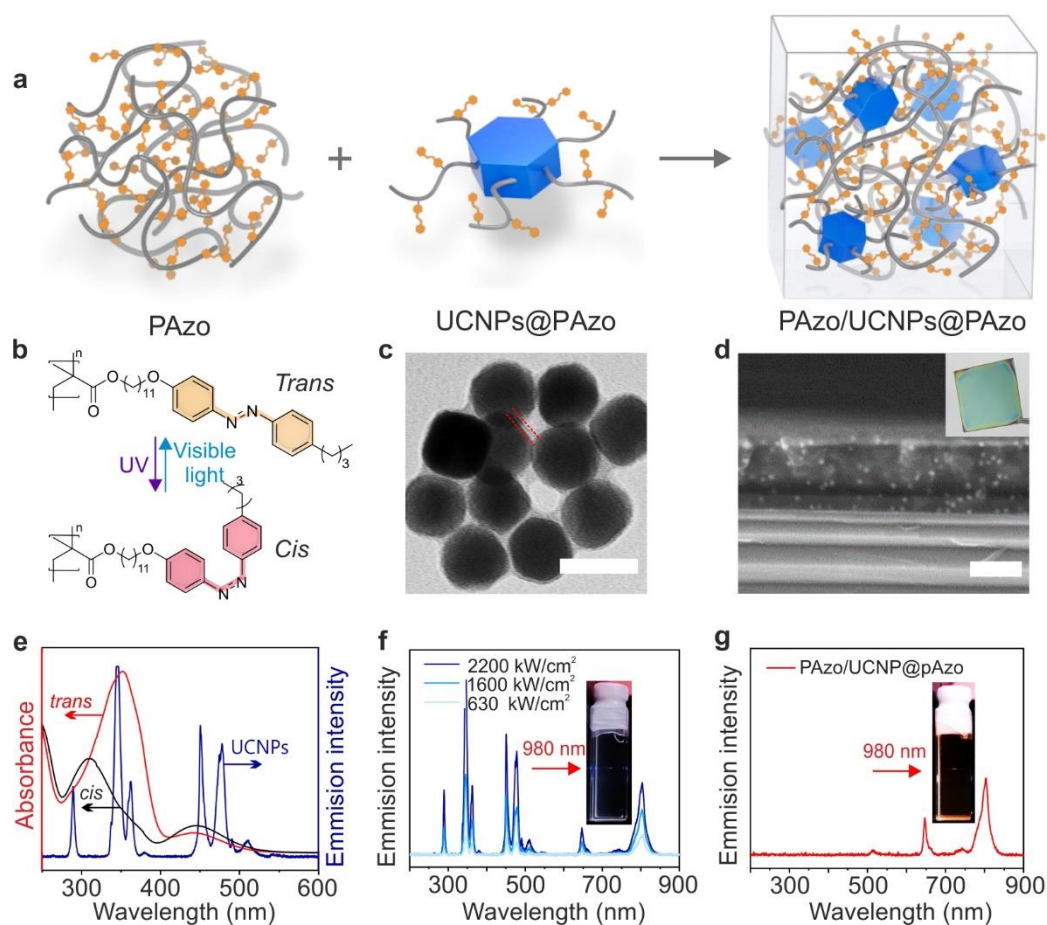 a
+
PAzo
UCNPs@PAzo
PAzo/UCNPs@PAzo
b
n
O
O
11
O
N
N
Trans
3
UV
Visible
light
3
n
O
O
11
O
N
N
Cis
c
d
e
Absorbance
trans
cis
UCNPs
Emmision intensity
300 400 500 600
Wavelength (nm)
f
2200 kW/cm²
1600 kW/cm²
630 kW/cm²
980 nm
Emmision intensity
300 500 700 900
Wavelength (nm)
g
PAzo/UCNP@pAzo
980 nm
300 500 700 900
Wavelength (nm)